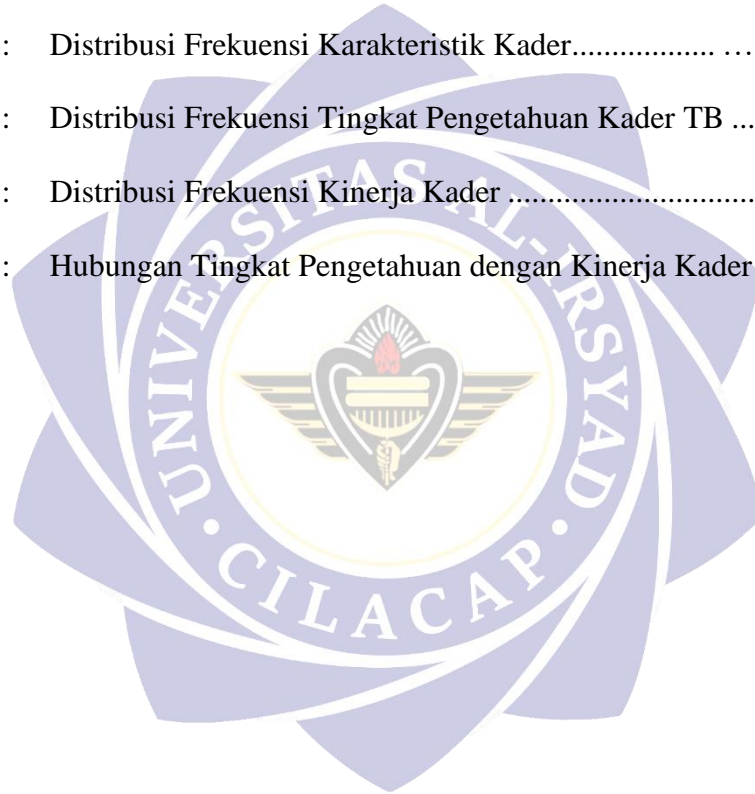 : Distribusi Frekuensi Karakteristik Kader.................. …
: Distribusi Frekuensi Tingkat Pengetahuan Kader TB ...
: Distribusi Frekuensi Kinerja Kader ...............................
: Hubungan Tingkat Pengetahuan dengan Kinerja Kader
UNIVERSITAS AL-IRSYAD
• CILACAP •